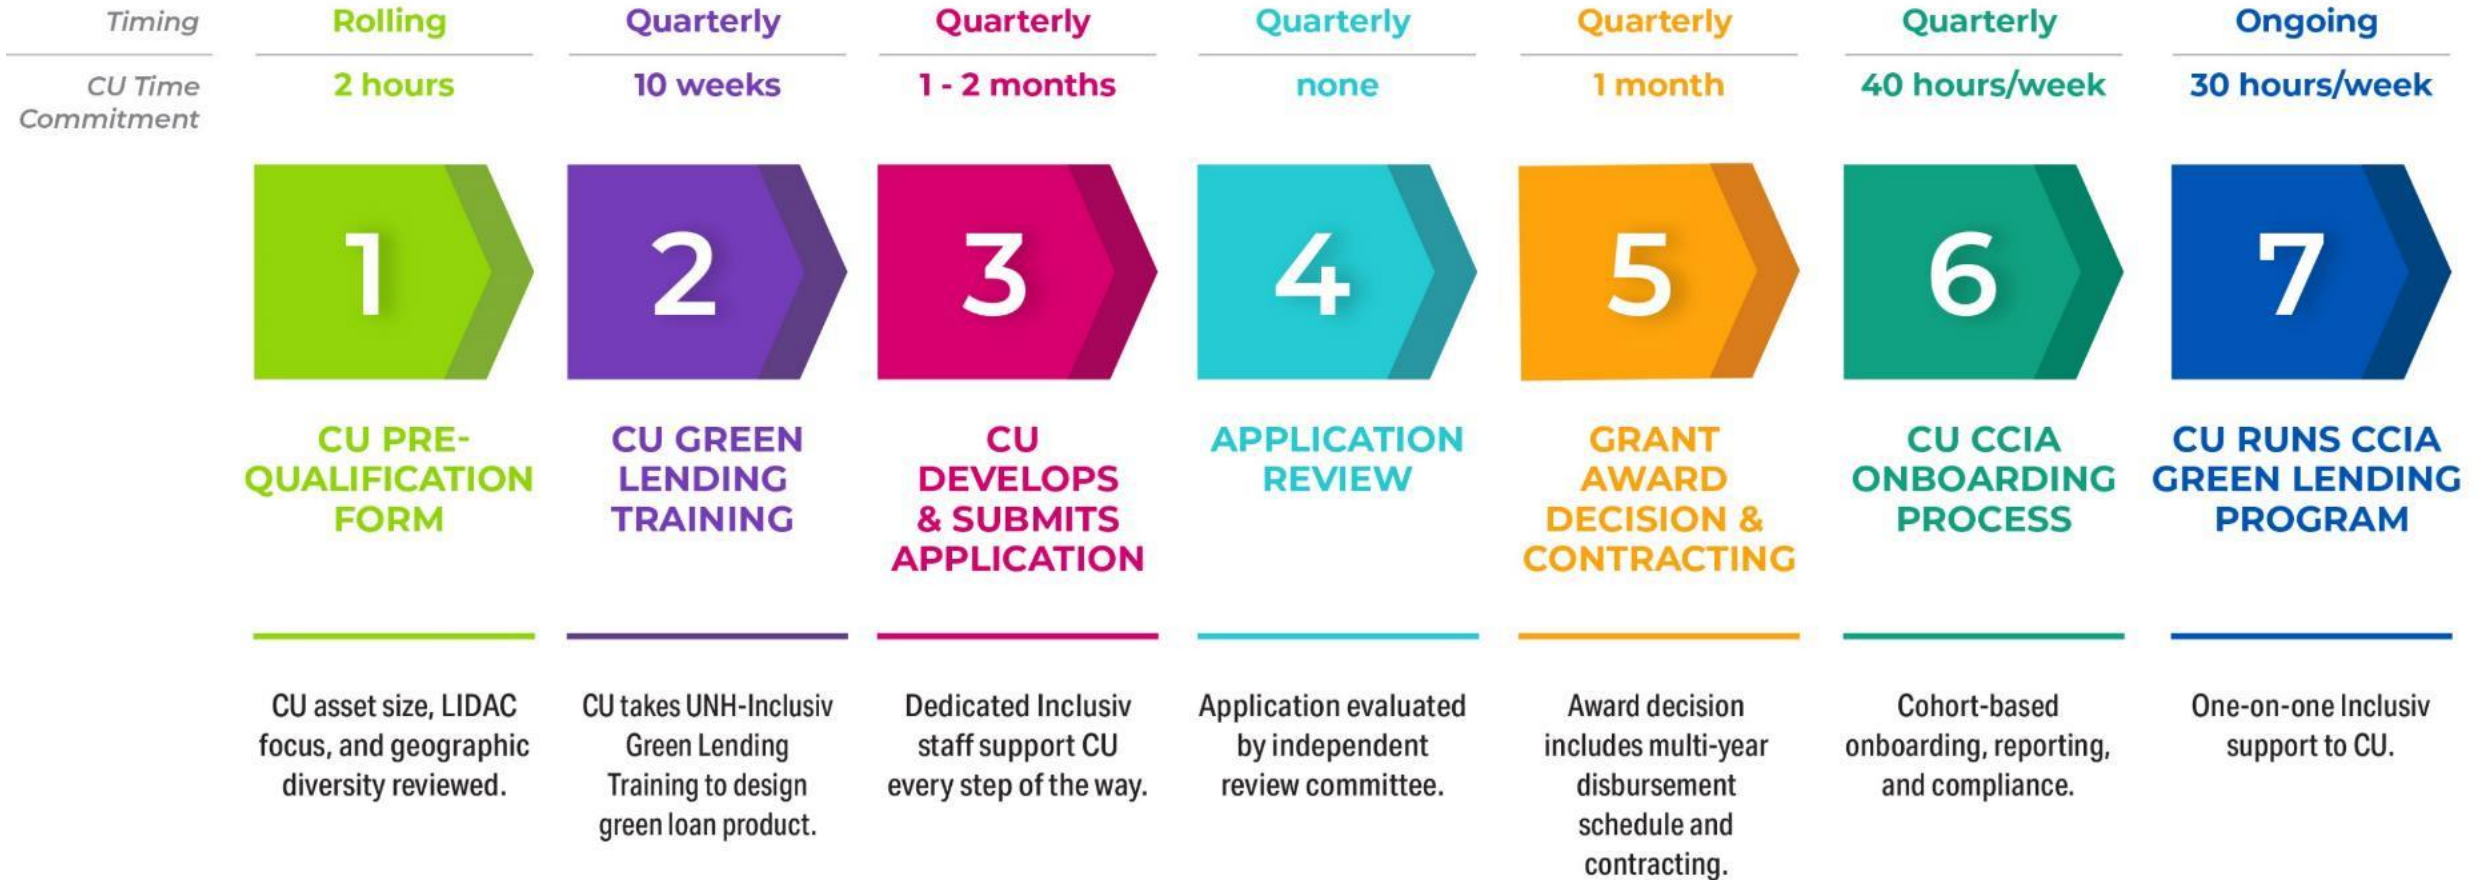 Timing
Rolling
Quarterly
Quarterly
Quarterly
Quarterly
Quarterly
Ongoing
CU Time
Commitment
2 hours
10 weeks
1 - 2 months
none
1 month
40 hours/week
30 hours/week
1
2
3
4
5
6
7
CU PRE-
QUALIFICATION
FORM
CU GREEN
LENDING
TRAINING
CU
DEVELOPS
& SUBMITS
APPLICATION
APPLICATION
REVIEW
GRANT
AWARD
DECISION &
CONTRACTING
CU CCIA
ONBOARDING
PROCESS
CU RUNS CCIA
GREEN LENDING
PROGRAM
CU asset size, LIDAC
focus, and geographic
diversity reviewed.
CU takes UNH-Inclusiv
Green Lending
Training to design
green loan product.
Dedicated Inclusiv
staff support CU
every step of the way.
Application evaluated
by independent
review committee.
Award decision
includes multi-year
disbursement
schedule and
contracting.
Cohort-based
onboarding, reporting,
and compliance.
One-on-one Inclusiv
support to CU.